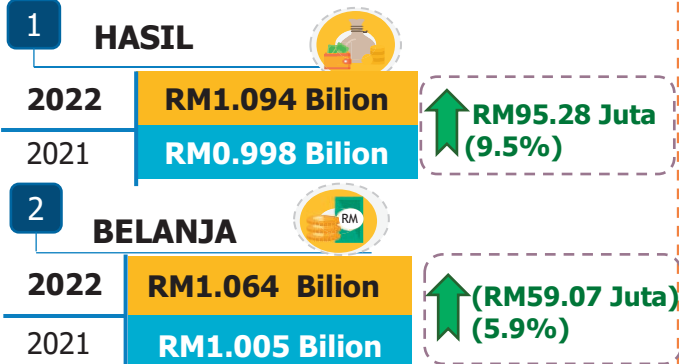 1
HASIL
2022 RM1.094 Bilion
2021 RM0.998 Bilion
RM95.28 Juta
(9.5%)
2
BELANJA
RM
2022 RM1.064 Bilion
2021 RM1.005 Bilion
(RM59.07 Juta)
(5.9%)